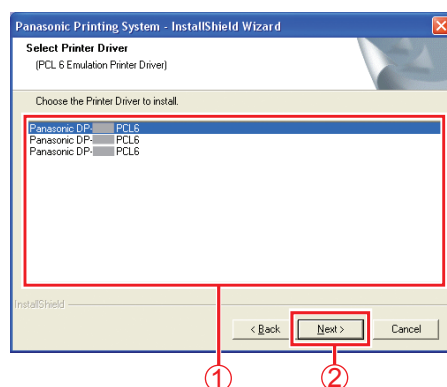 Panasonic Printing System - InstallShield Wizard
Select Printer Driver
(PCL 6 Emulation Printer Driver)
Choose the Printer Driver to install.
Panasonic DP- PCL6
Panasonic DP- PCL6
Panasonic DP- PCL6
InstallShield
< Back Next > Cancel
① ②